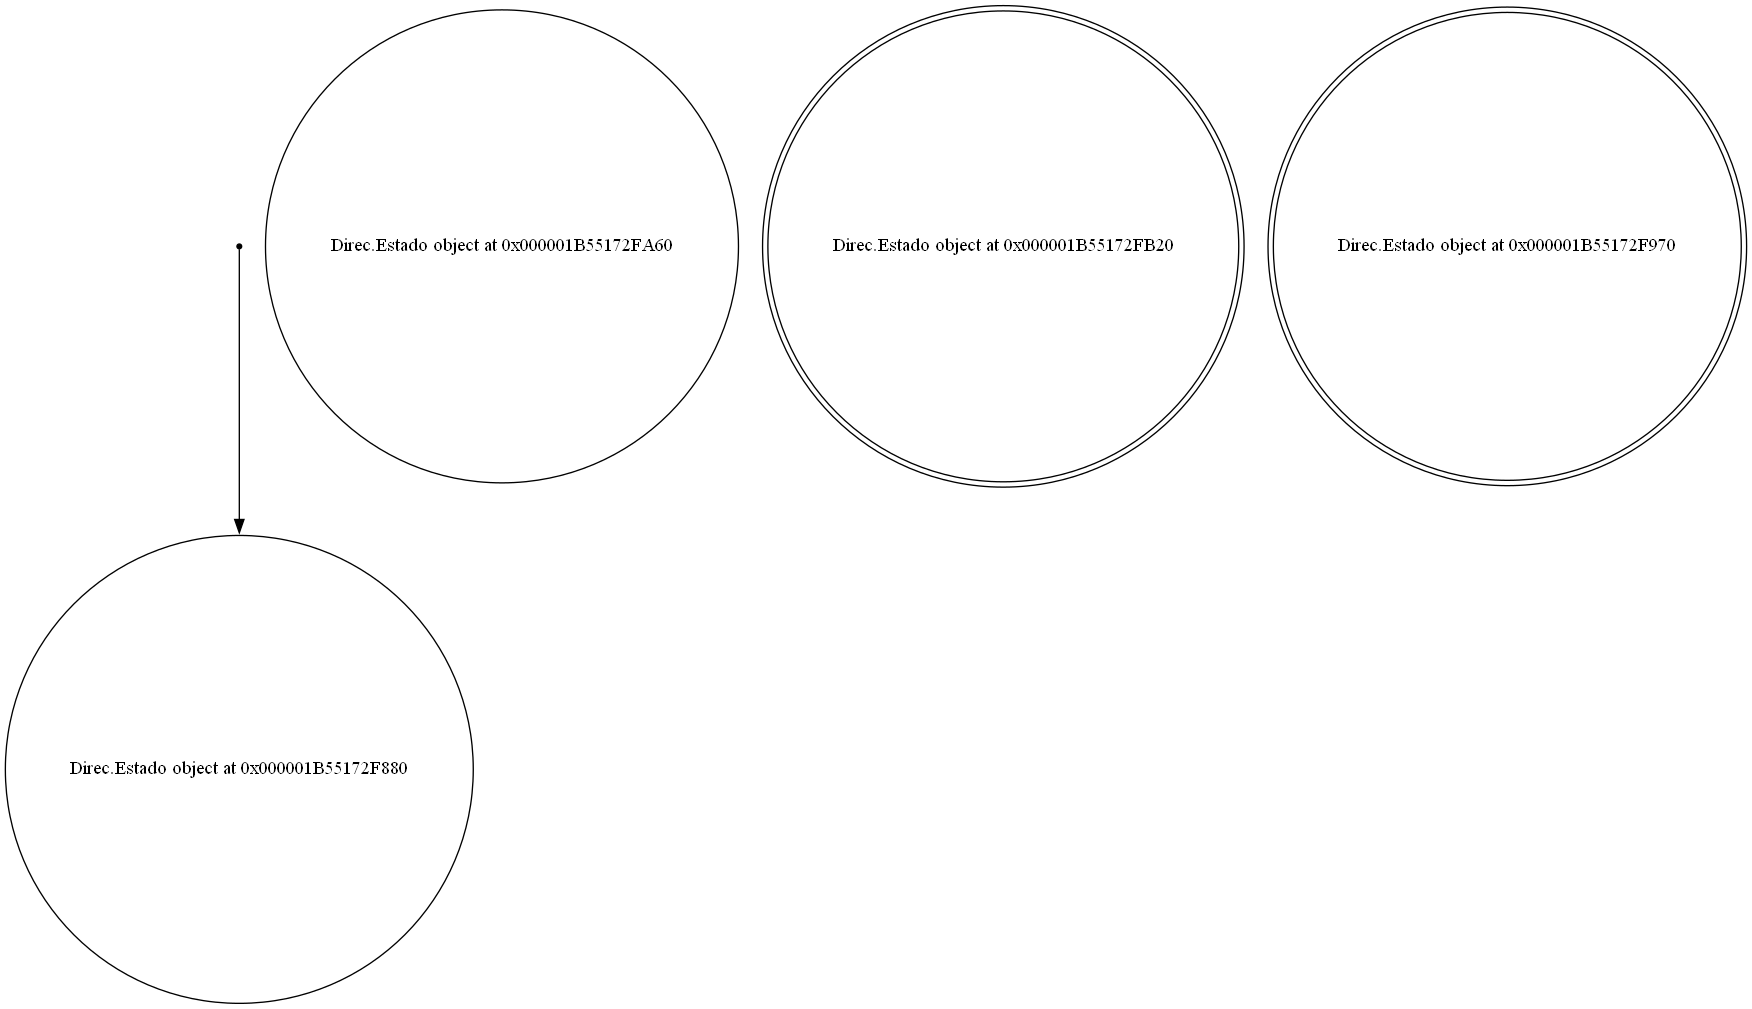 Direc.Estado object at 0x000001B55172FA60
Direc.Estado object at 0x000001B55172FB20
Direc.Estado object at 0x000001B55172F970
Direc.Estado object at 0x000001B55172F880